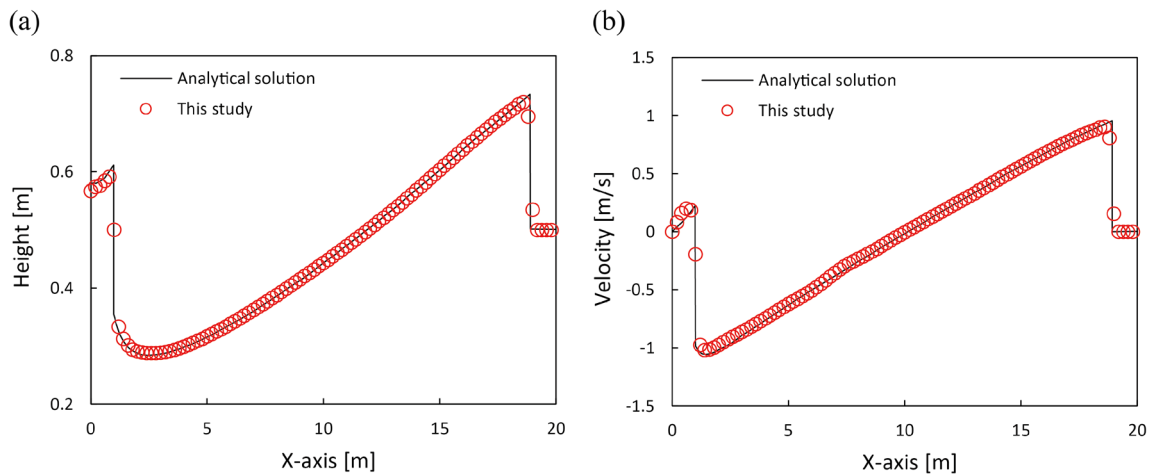 (a)
0.8
0.6
0.4
0.2
Height [m]
Analytical solution
This study
0 5 10 15 20
X-axis [m]
(b)
1.5
1
0.5
0
-0.5
-1
-1.5
Velocity [m/s]
Analytical solution
This study
0 5 10 15 20
X-axis [m]